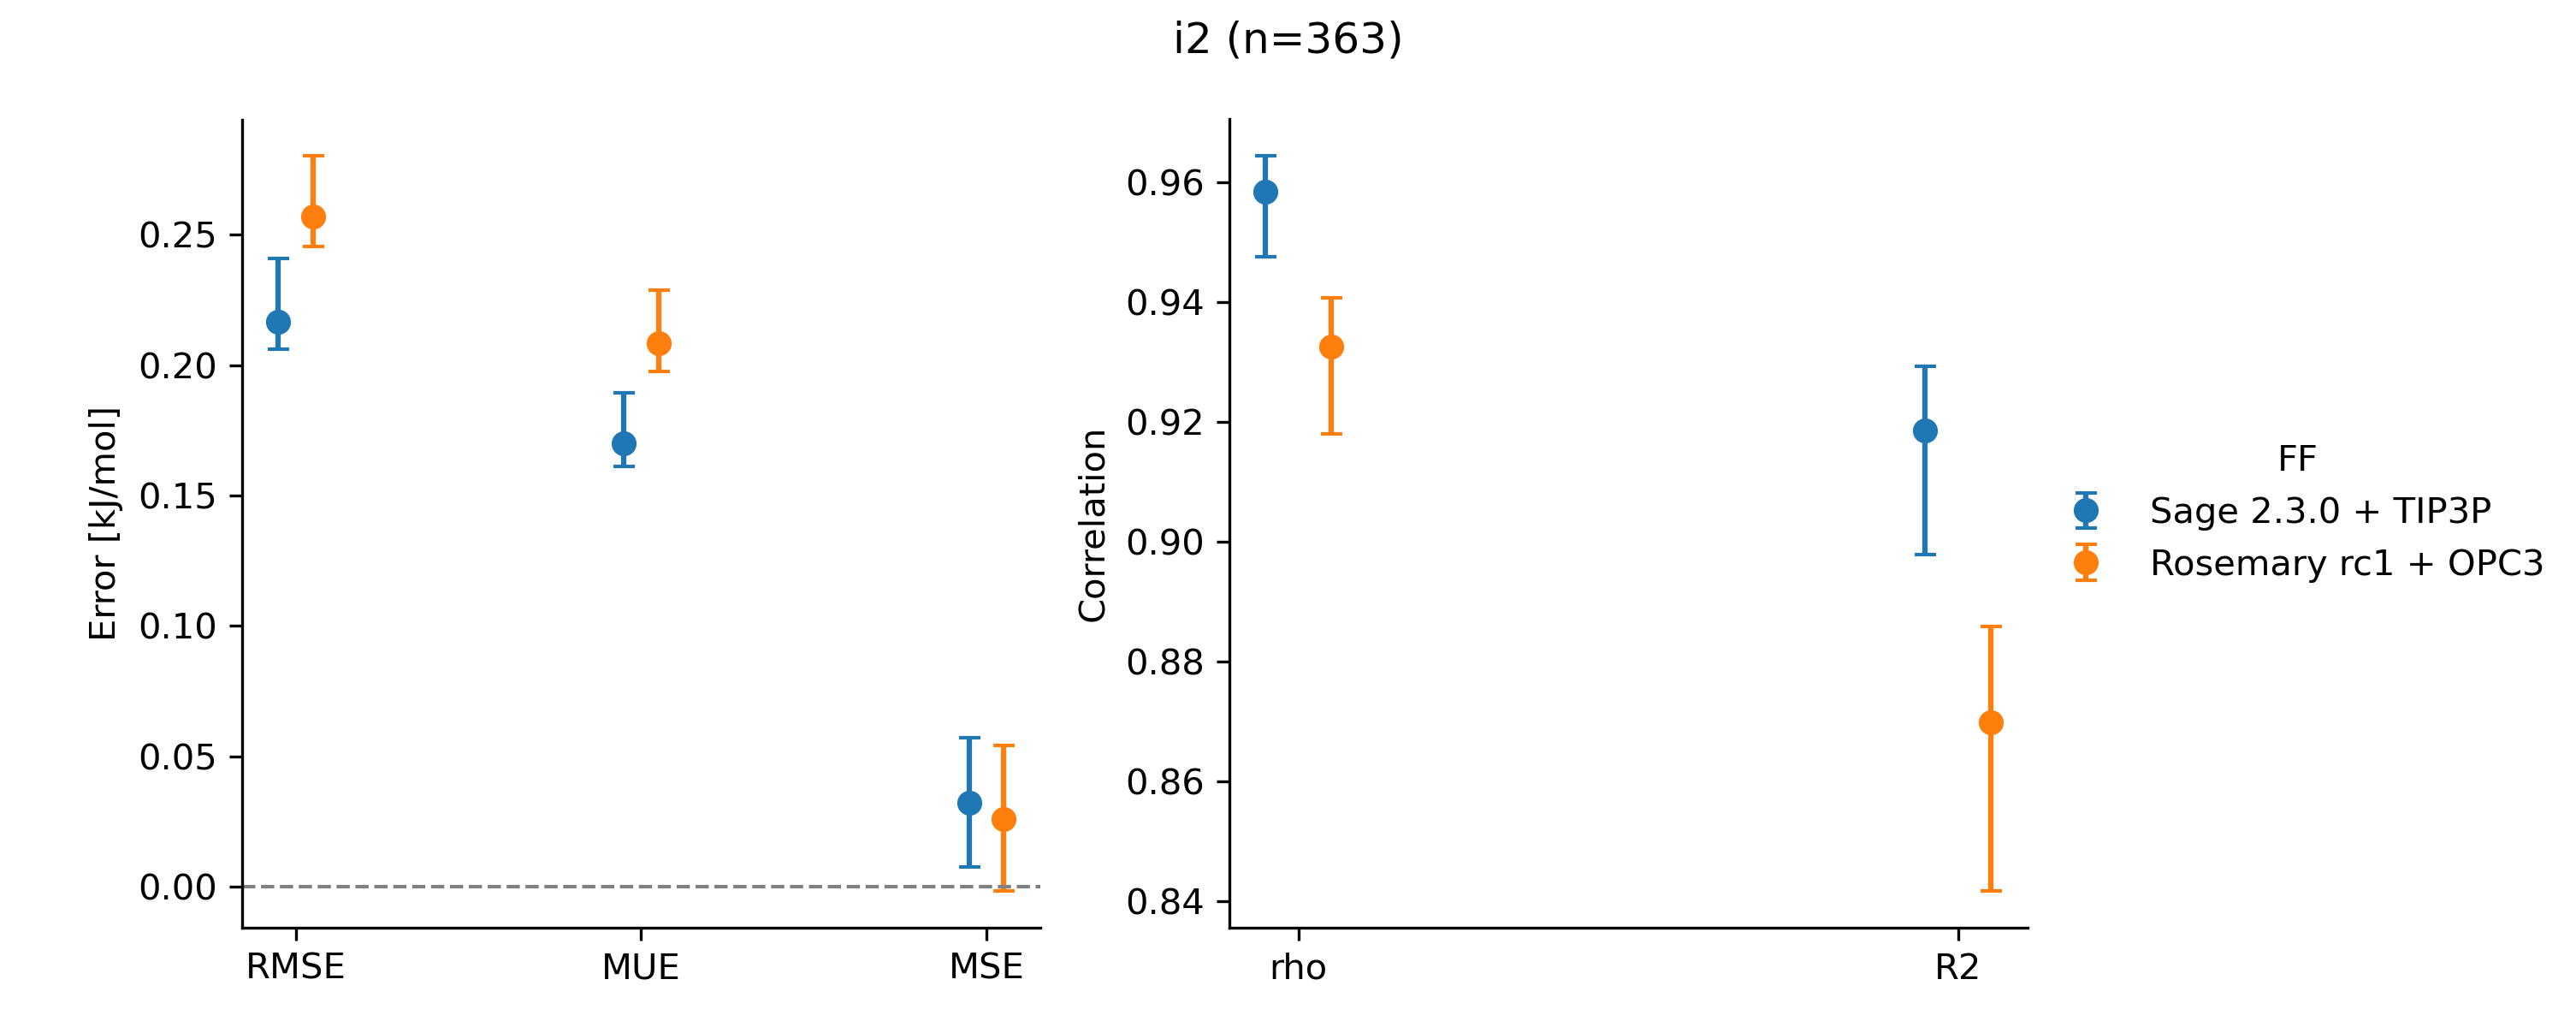 i2 (n=363)
Error [kJ/mol]
0.25
0.20
0.15
0.10
0.05
0.00
RMSE
MUE
MSE
Correlation
0.96
0.94
0.92
0.90
0.88
0.86
0.84
rho
R2
FF
Sage 2.3.0 + TIP3P
Rosemary rc1 + OPC3